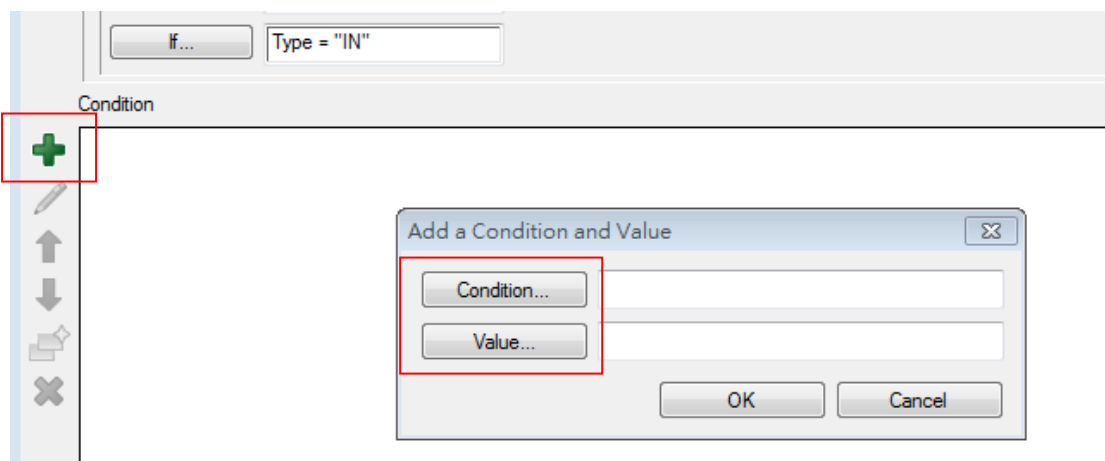 If... Type = "IN"
Condition
Add a Condition and Value
Condition...
Value...
OK Cancel